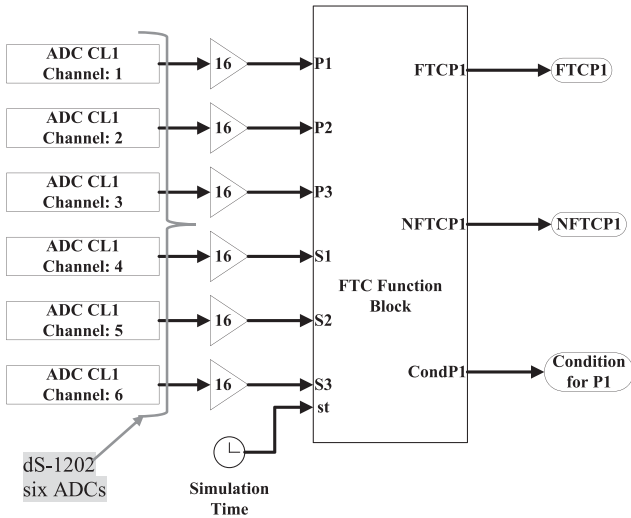 ADC CL1
Channel: 1
16
P1
FTCP1
FTCP1
ADC CL1
Channel: 2
16
P2
ADC CL1
Channel: 3
16
P3
NFTCP1
NFTCP1
ADC CL1
Channel: 4
16
S1
FTC Function
Block
ADC CL1
Channel: 5
16
S2
ADC CL1
Channel: 6
16
S3
st
CondP1
Condition
for P1
dS-1202
six ADCs
Simulation
Time